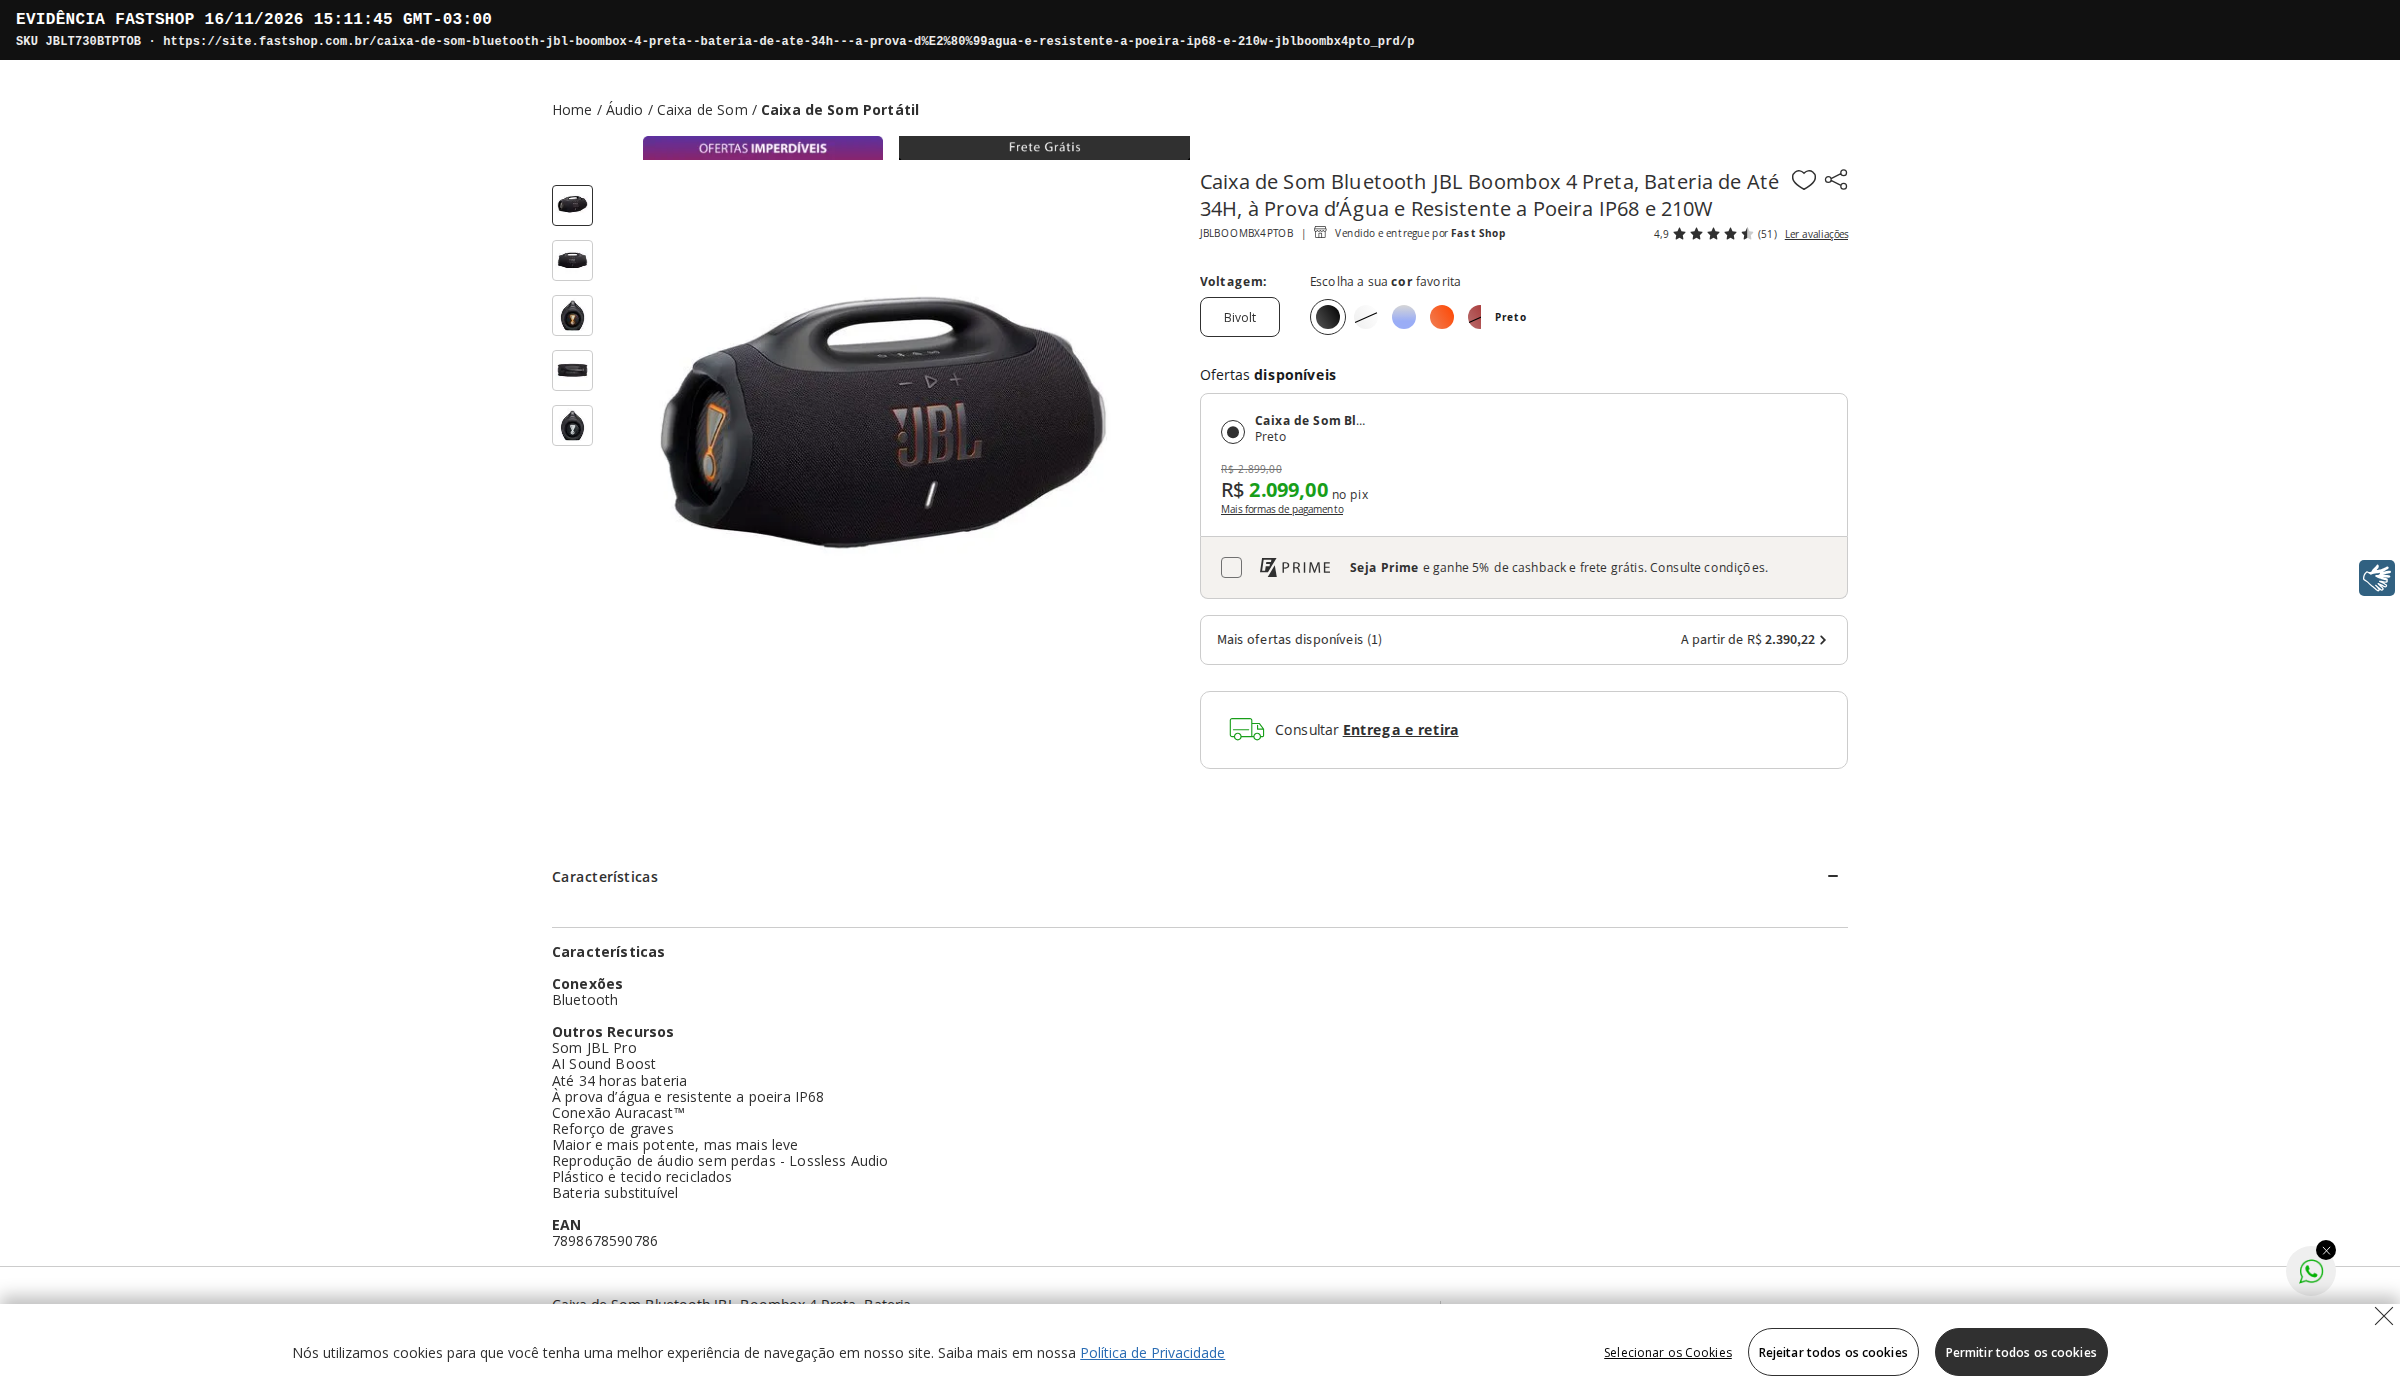 EVIDÊNCIA FASTSHOP 16/11/2026 15:11:45 GMT-03:00
SKU JBLT730BTPTOB · https://site.fastshop.com.br/caixa-de-som-bluetooth-jbl-boombox-4-preta--bateria-de-ate-34h---a-prova-d%E2%80%99agua-e-resistente-a-poeira-ip68-e-210w-jblboombx4pto_prd/p
Home / Áudio / Caixa de Som / Caixa de Som Portátil
OFERTAS IMPERDÍVEIS
Frete Grátis
Caixa de Som Bluetooth JBL Boombox 4 Preta, Bateria de Até
34H, à Prova d’Água e Resistente a Poeira IP68 e 210W
JBLBOOMBX4PTOB | Vendido e entregue por Fast Shop
4,9 (51) Ler avaliações
Voltagem:
Escolha a sua cor favorita
Bivolt
Preto
JBL
Ofertas disponíveis
Caixa de Som Bl...
Preto
R$ 2.899,00
R$ 2.099,00 no pix
Mais formas de pagamento
PRIME Seja Prime e ganhe 5% de cashback e frete grátis. Consulte condições.
Mais ofertas disponíveis (1)
A partir de R$ 2.390,22
Consultar Entrega e retira
Características
Características
Conexões
Bluetooth
Outros Recursos
Som JBL Pro
AI Sound Boost
Até 34 horas bateria
À prova d’água e resistente a poeira IP68
Conexão Auracast™
Reforço de graves
Maior e mais potente, mas mais leve
Reprodução de áudio sem perdas - Lossless Audio
Plástico e tecido reciclados
Bateria substituível
EAN
7898678590786
Caixa de Som Bluetooth JBL Boombox 4 Preta, Bateria
Nós utilizamos cookies para que você tenha uma melhor experiência de navegação em nosso site. Saiba mais em nossa Política de Privacidade
Selecionar os Cookies
Rejeitar todos os cookies
Permitir todos os cookies